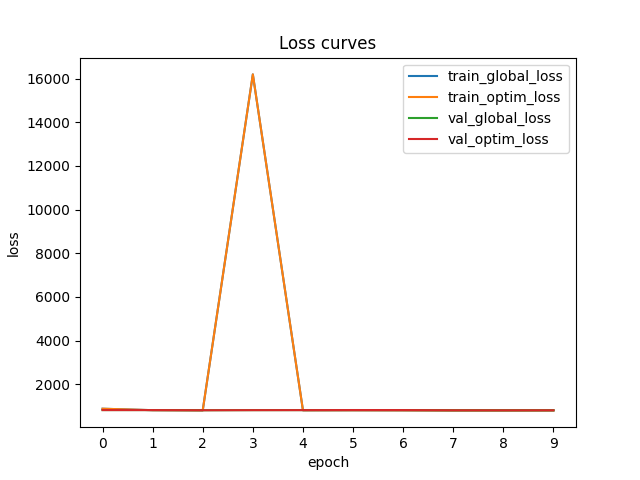 Loss curves
train_global_loss
train_optim_loss
val_global_loss
val_optim_loss
16000
14000
12000
10000
8000
6000
4000
2000
loss
0 1 2 3 4 5 6 7 8 9
epoch